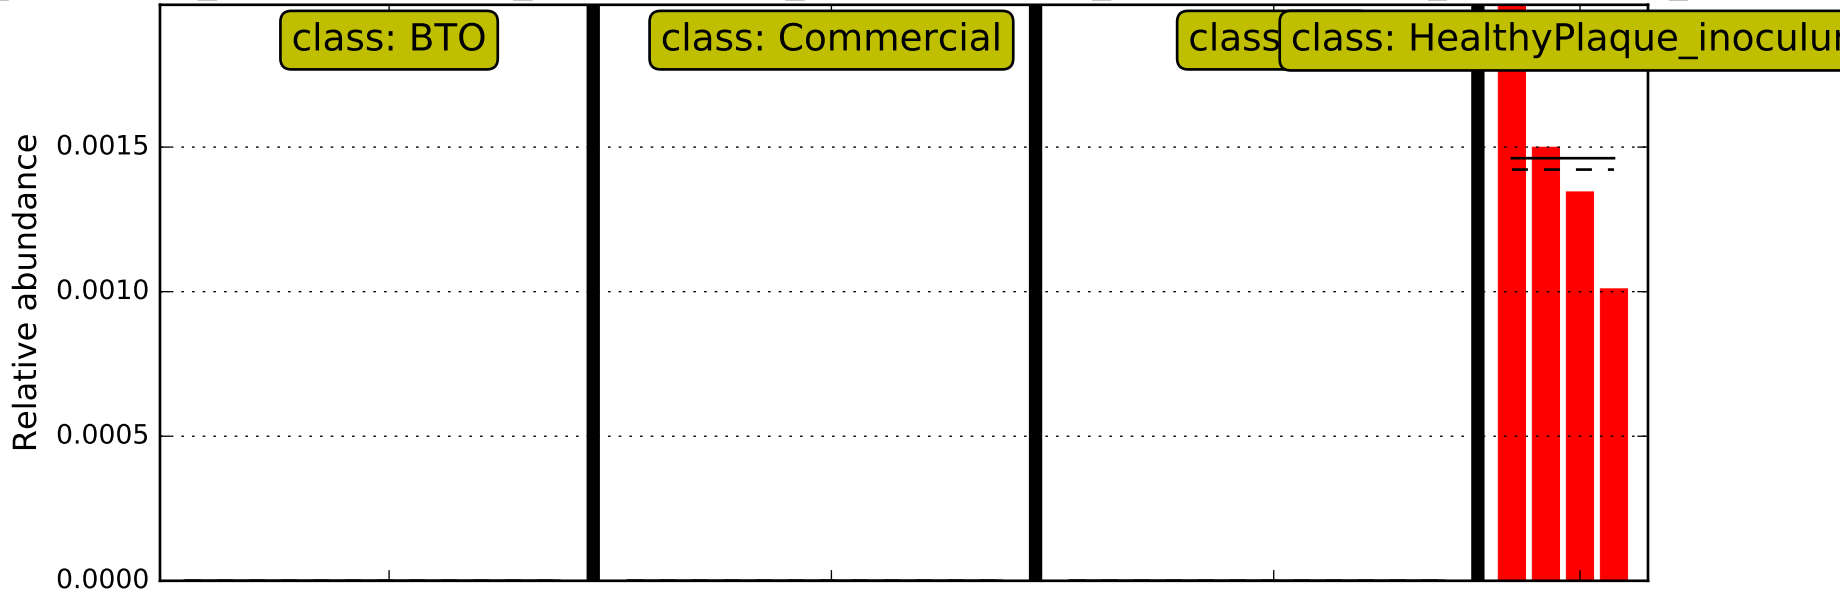 class: BTO
class: Commercial
class
class: HealthyPlaque_inoculu
Relative abundance
0.0015
0.0010
0.0005
0.0000